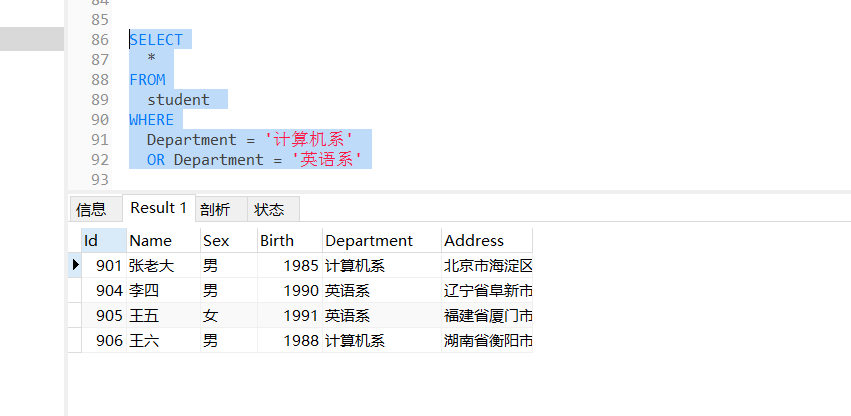 84
85
86 SELECT
87 *
88 FROM
89 student
90 WHERE
91 Department = '计算机系'
92 OR Department = '英语系'
93
信息 Result 1 剖析 状态
Id Name Sex Birth Department Address
901 张老大 男 1985 计算机系 北京市海淀区
904 李四 男 1990 英语系 辽宁省阜新市
905 王五 女 1991 英语系 福建省厦门市
906 王六 男 1988 计算机系 湖南省衡阳市